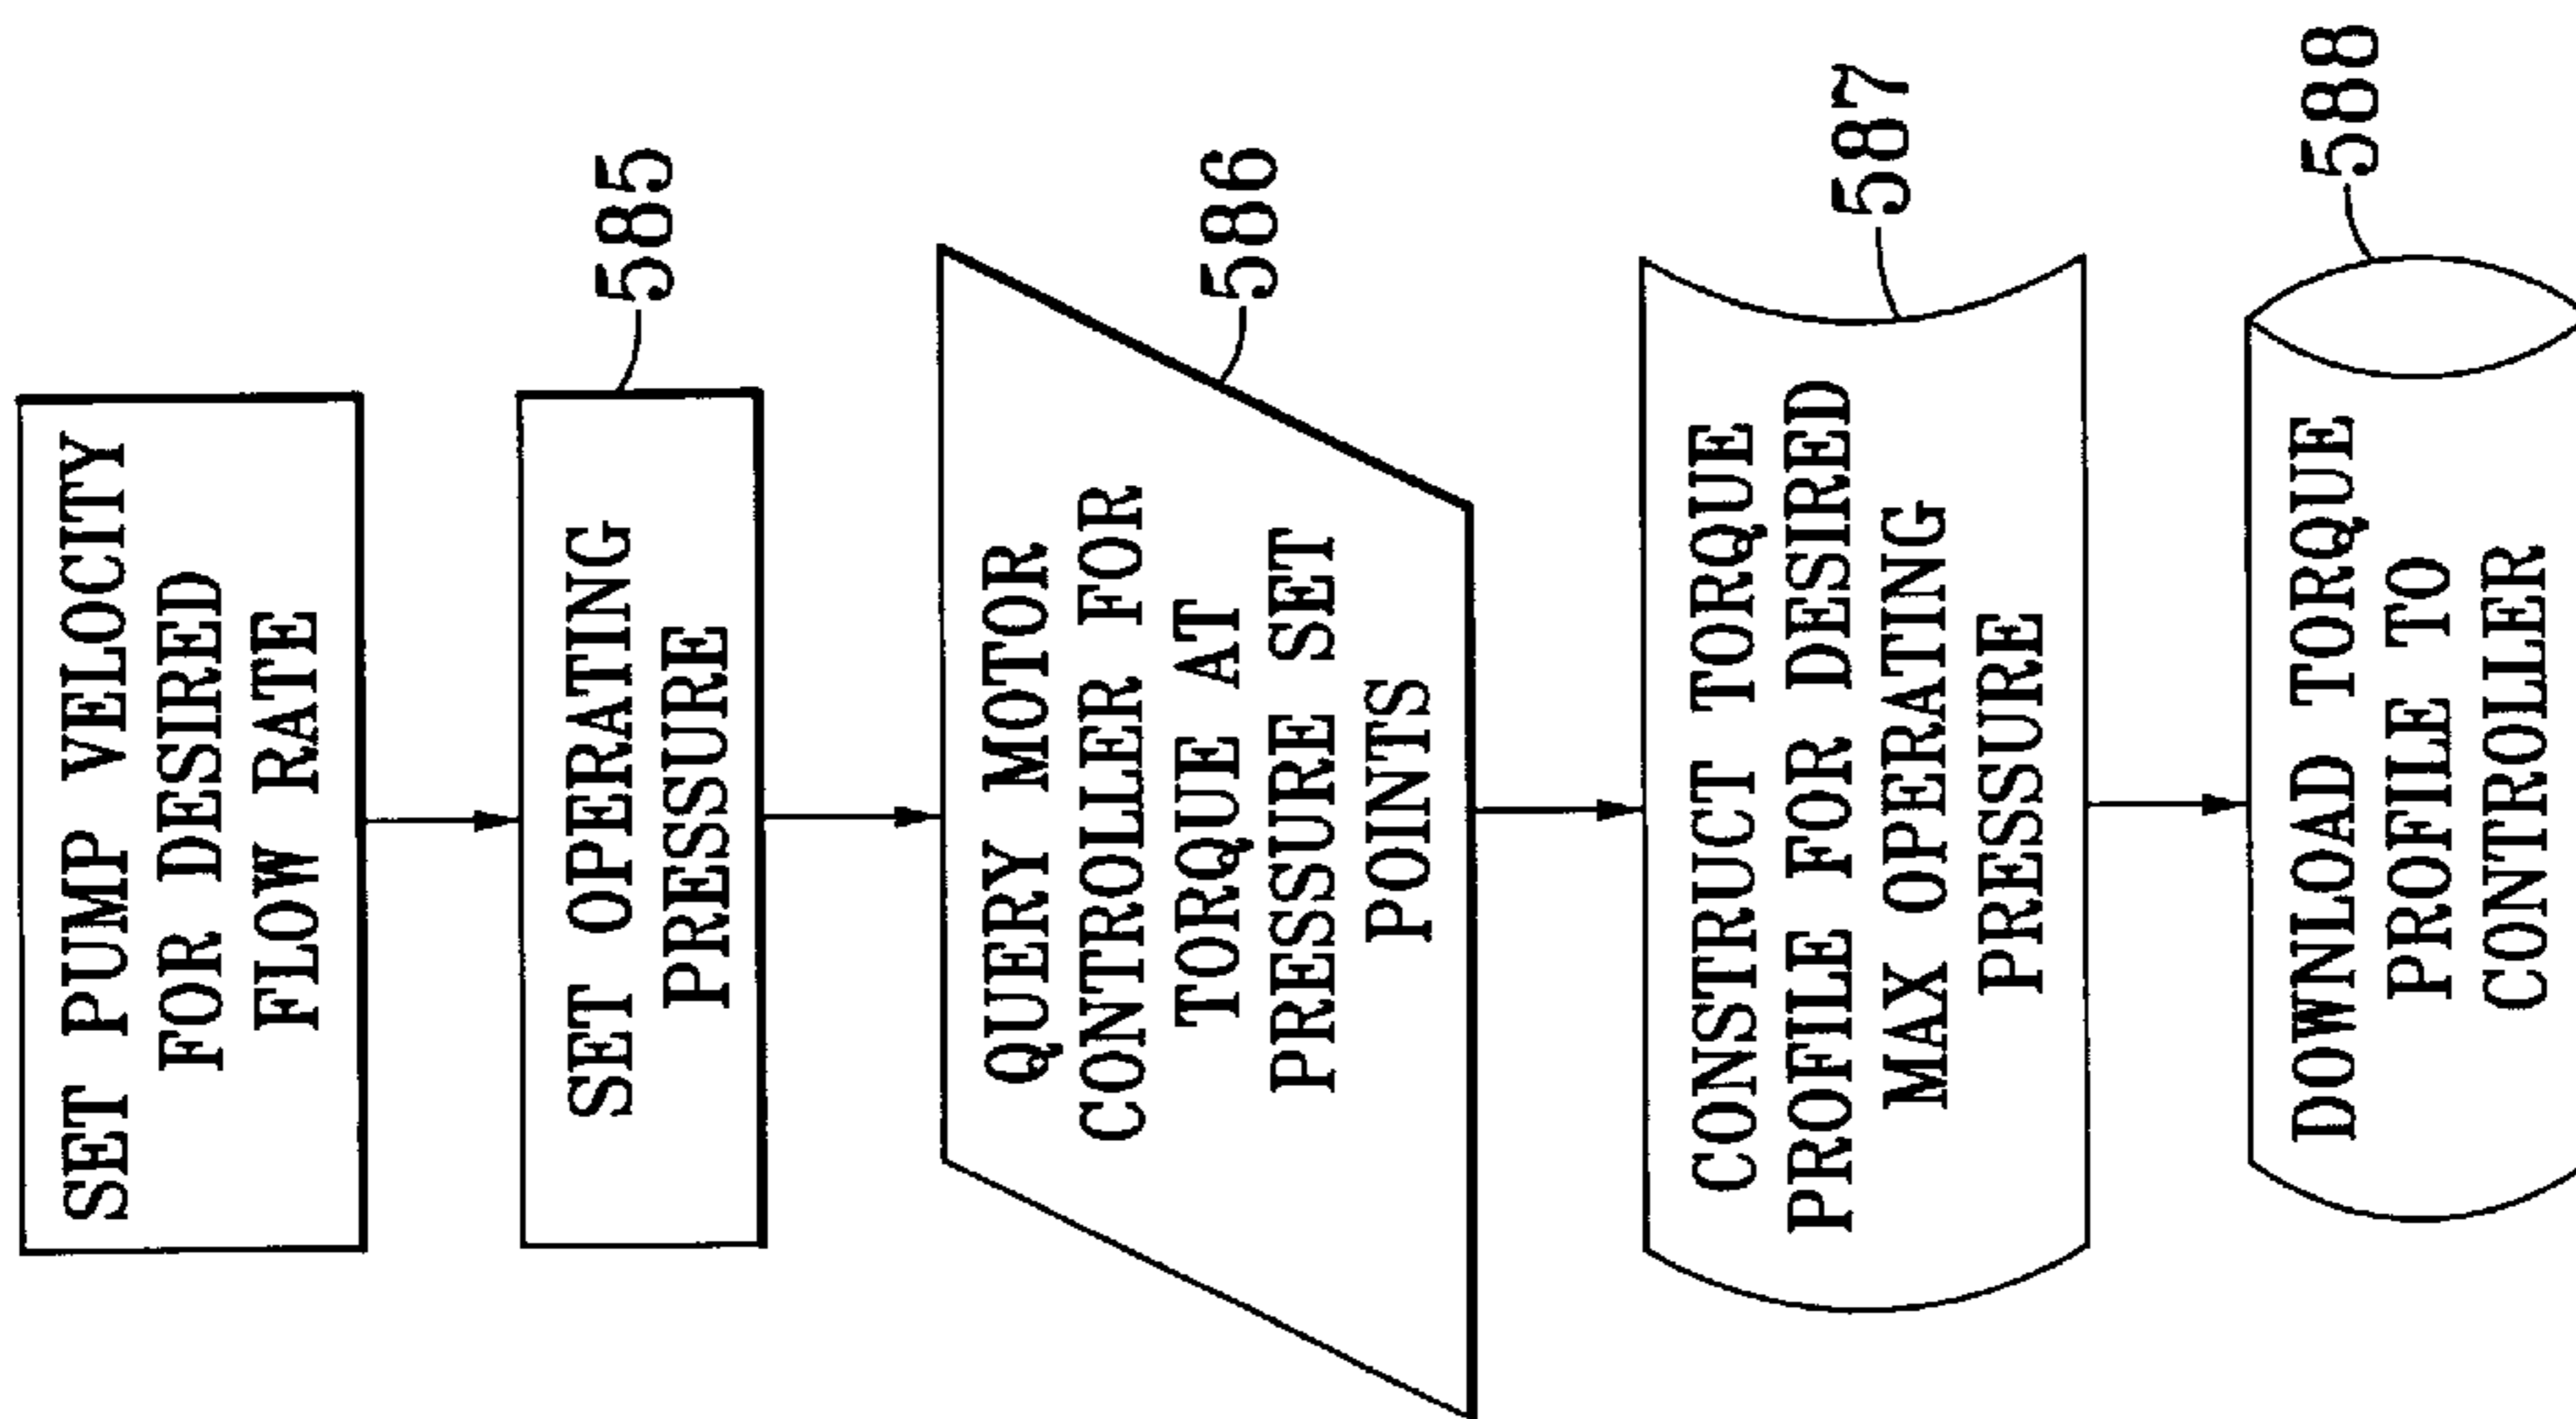 SET PUMP VELOCITY
FOR DESIRED
FLOW RATE
SET OPERATING
PRESSURE
585
QUERY MOTOR
CONTROLLER FOR
TORQUE AT
PRESSURE SET
POINTS
586
CONSTRUCT TORQUE
PROFILE FOR DESIRED
MAX OPERATING
PRESSURE
587
DOWNLOAD TORQUE
PROFILE TO
CONTROLLER
588